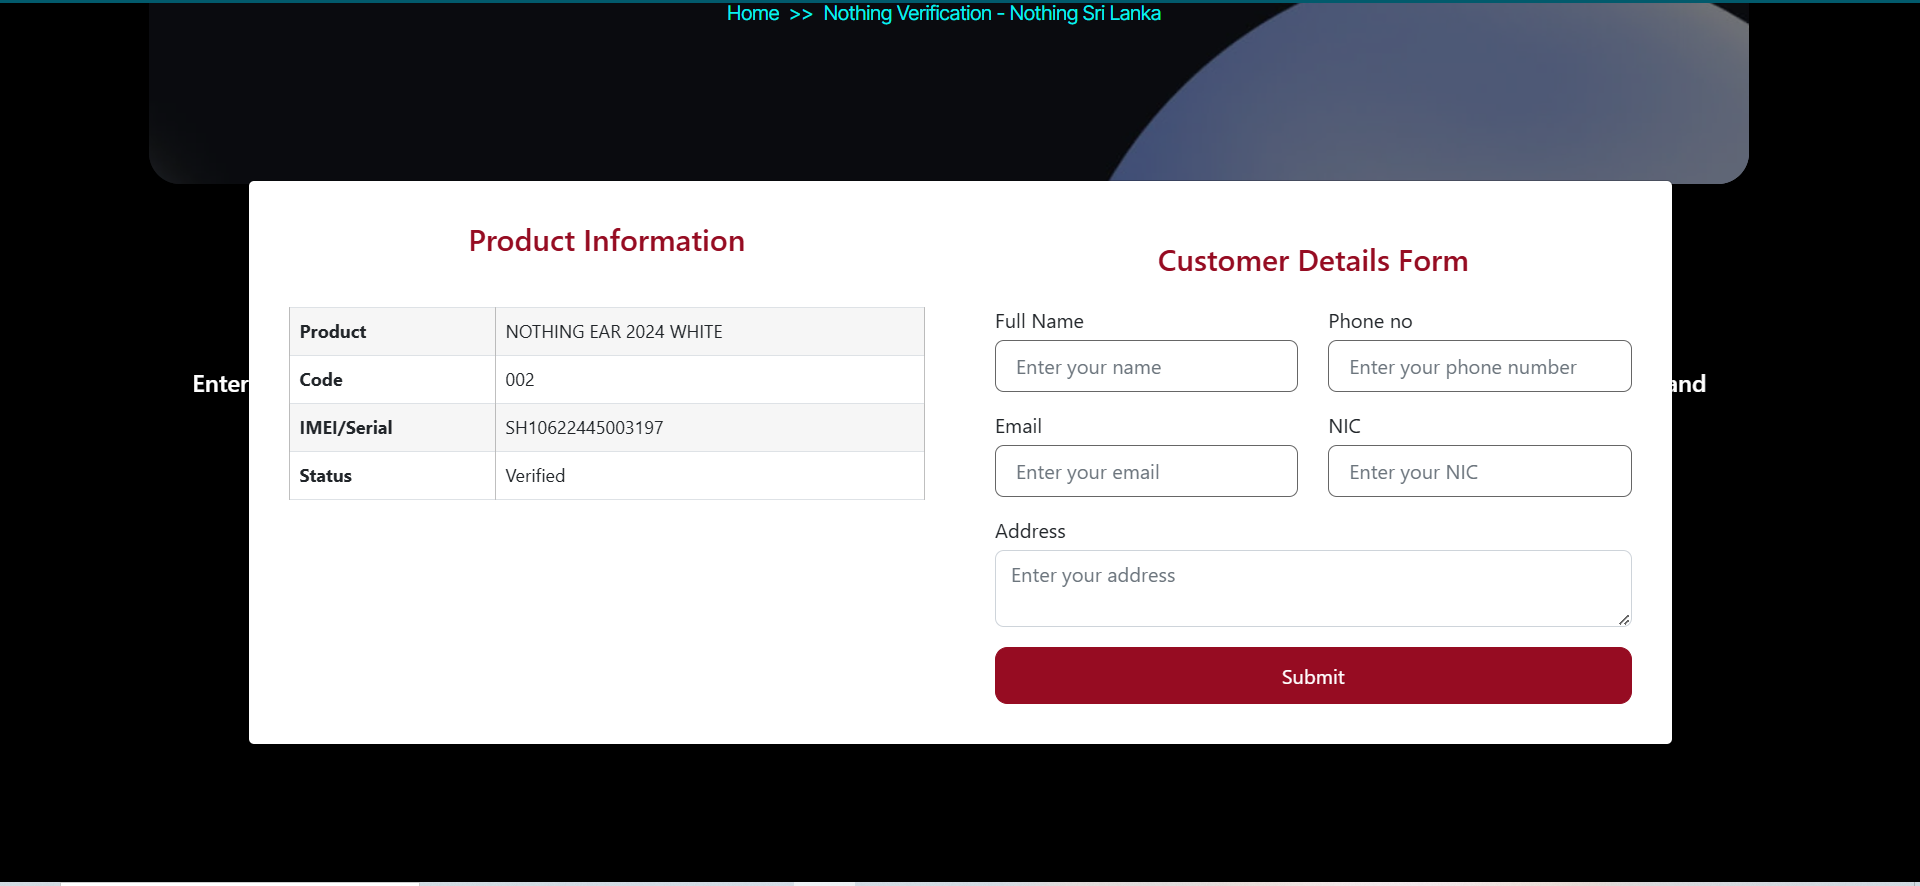 Home >> Nothing Verification - Nothing Sri Lanka
Product Information
Product NOTHING EAR 2024 WHITE
Code 002
IMEI/Serial SH10622445003197
Status Verified
Customer Details Form
Full Name Phone no
Enter your name Enter your phone number
Email NIC
Enter your email Enter your NIC
Address
Enter your address
Submit
Enter and